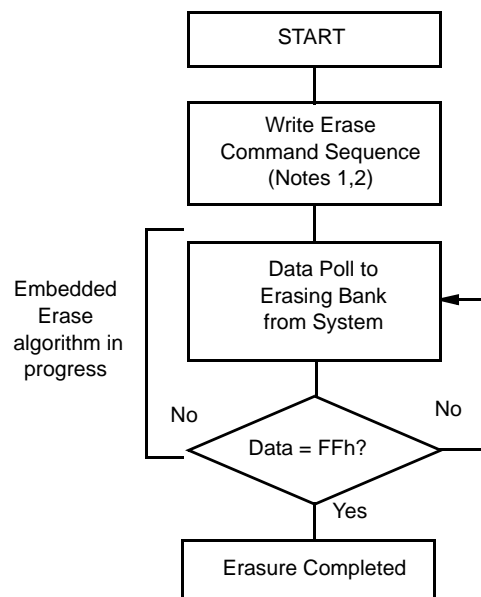 START
Write Erase
Command Sequence
(Notes 1,2)
Data Poll to
Erasing Bank
from System
Embedded
Erase
algorithm in
progress
No
No
Data = FFh?
Yes
Erasure Completed